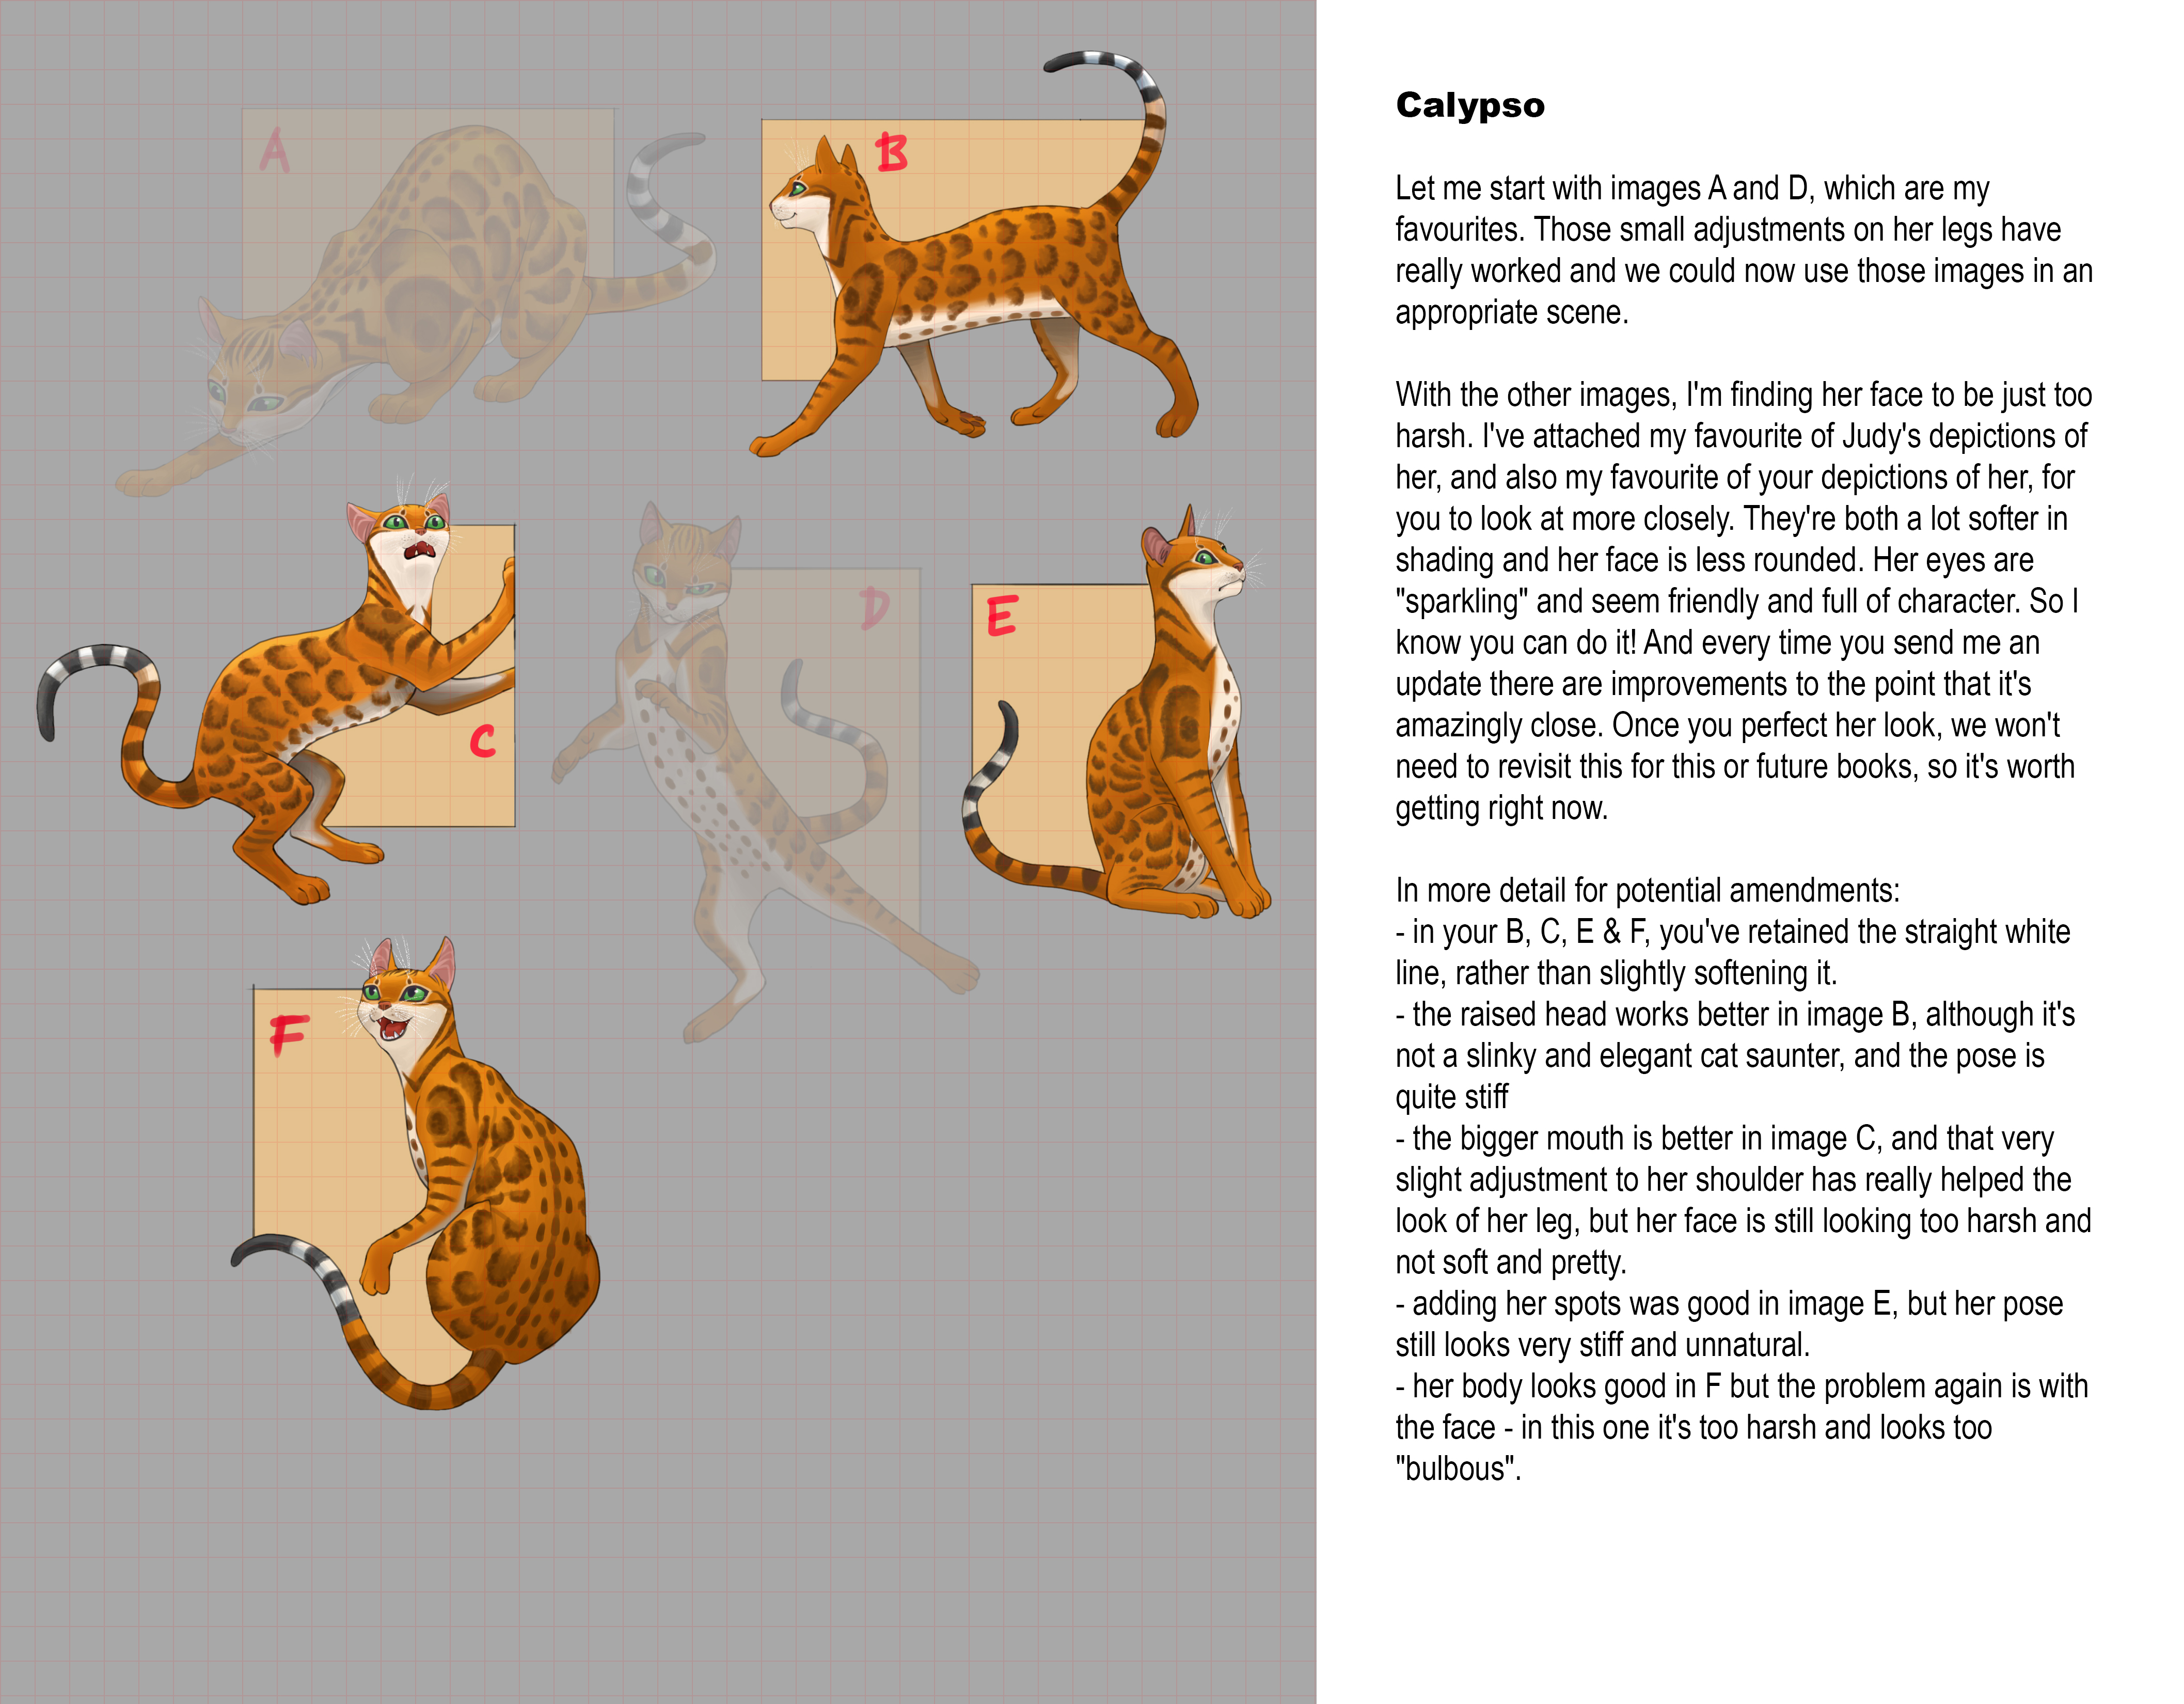 A
B
C
D
E
F
Calypso
Let me start with images A and D, which are my
favourites. Those small adjustments on her legs have
really worked and we could now use those images in an
appropriate scene.
With the other images, I'm finding her face to be just too
harsh. I've attached my favourite of Judy's depictions of
her, and also my favourite of your depictions of her, for
you to look at more closely. They're both a lot softer in
shading and her face is less rounded. Her eyes are
"sparkling" and seem friendly and full of character. So I
know you can do it! And every time you send me an
update there are improvements to the point that it's
amazingly close. Once you perfect her look, we won't
need to revisit this for this or future books, so it's worth
getting right now.
In more detail for potential amendments:
- in your B, C, E & F, you've retained the straight white
line, rather than slightly softening it.
- the raised head works better in image B, although it's
not a slinky and elegant cat saunter, and the pose is
quite stiff
- the bigger mouth is better in image C, and that very
slight adjustment to her shoulder has really helped the
look of her leg, but her face is still looking too harsh and
not soft and pretty.
- adding her spots was good in image E, but her pose
still looks very stiff and unnatural.
- her body looks good in F but the problem again is with
the face - in this one it's too harsh and looks too
"bulbous".